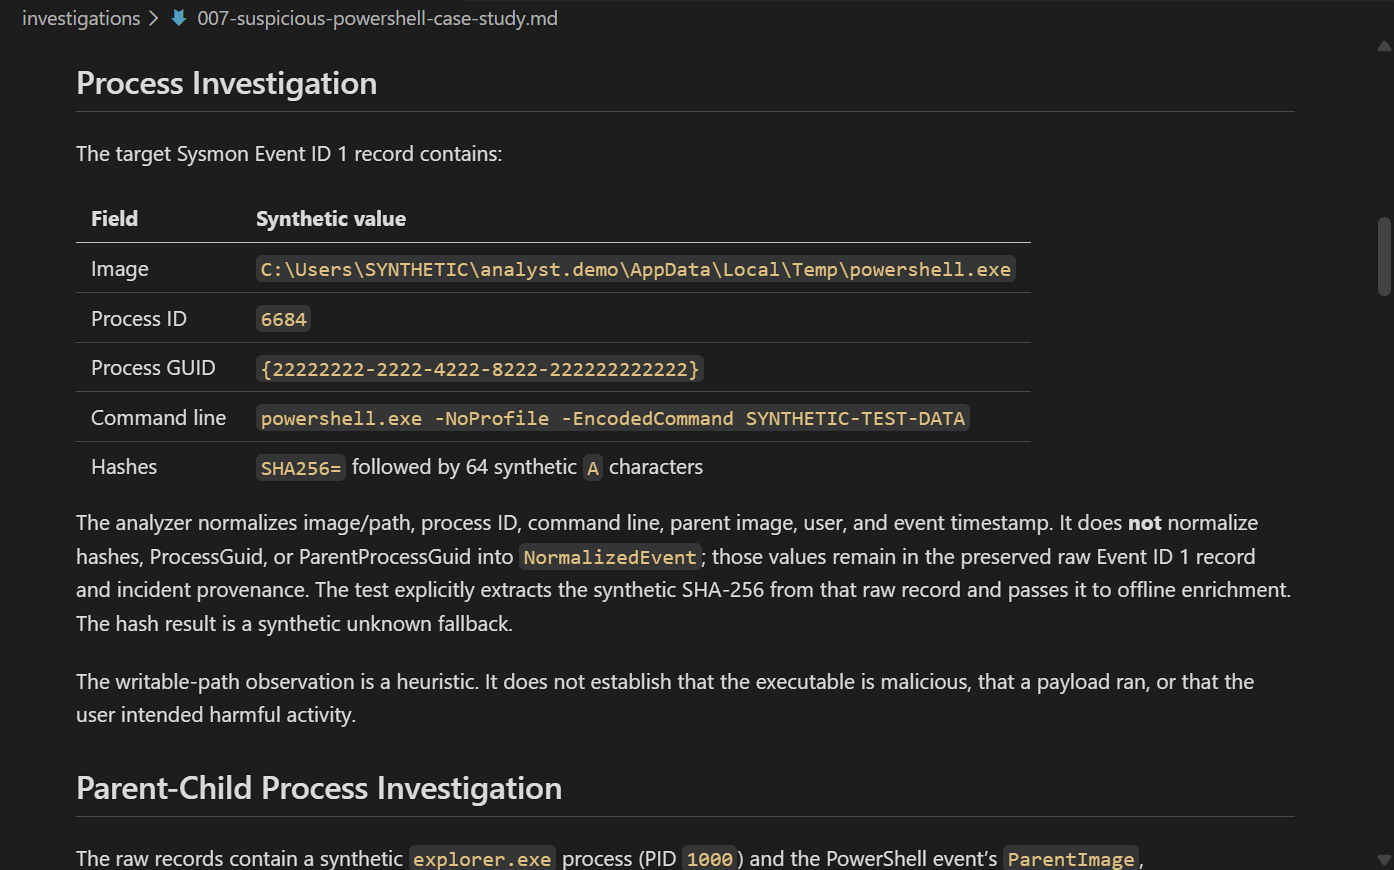 investigations > 007-suspicious-powershell-case-study.md
Process Investigation
The target Sysmon Event ID 1 record contains:
Field Synthetic value
Image C:\Users\SYNTHETIC\analyst.demo\AppData\Local\Temp\powershell.exe
Process ID 6684
Process GUID {22222222-2222-4222-8222-222222222222}
Command line powershell.exe -NoProfile -EncodedCommand SYNTHETIC-TEST-DATA
Hashes SHA256= followed by 64 synthetic A characters
The analyzer normalizes image/path, process ID, command line, parent image, user, and event timestamp. It does not normalize
hashes, ProcessGuid, or ParentProcessGuid into NormalizedEvent; those values remain in the preserved raw Event ID 1 record
and incident provenance. The test explicitly extracts the synthetic SHA-256 from that raw record and passes it to offline enrichment.
The hash result is a synthetic unknown fallback.
The writable-path observation is a heuristic. It does not establish that the executable is malicious, that a payload ran, or that the
user intended harmful activity.
Parent-Child Process Investigation
The raw records contain a synthetic explorer.exe process (PID 1000) and the PowerShell event’s ParentImage,